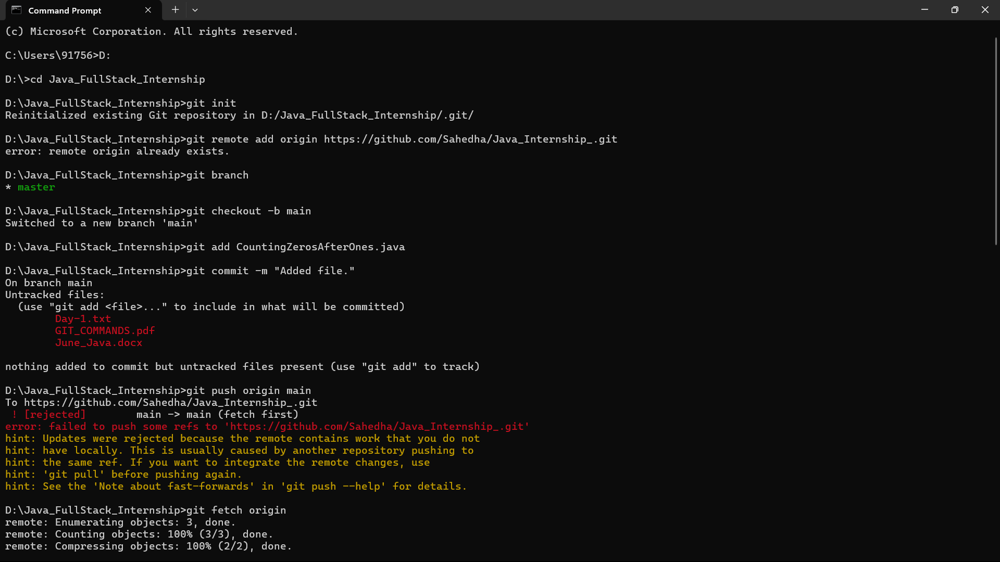 Command Prompt
(c) Microsoft Corporation. All rights reserved.
C:\Users\91756>D:
D:\>cd Java_FullStack_Internship
D:\Java_FullStack_Internship>git init
Reinitialized existing Git repository in D:/Java_FullStack_Internship/.git/
D:\Java_FullStack_Internship>git remote add origin https://github.com/Sahedha/Java_Internship_.git
error: remote origin already exists.
D:\Java_FullStack_Internship>git branch
* master
D:\Java_FullStack_Internship>git checkout -b main
Switched to a new branch 'main'
D:\Java_FullStack_Internship>git add CountingZerosAfterOnes.java
D:\Java_FullStack_Internship>git commit -m "Added file."
On branch main
Untracked files:
  (use "git add <file>..." to include in what will be committed)
        Day-1.txt
        GIT_COMMANDS.pdf
        June_Java.docx
nothing added to commit but untracked files present (use "git add" to track)
D:\Java_FullStack_Internship>git push origin main
To https://github.com/Sahedha/Java_Internship_.git
 ! [rejected]        main -> main (fetch first)
error: failed to push some refs to 'https://github.com/Sahedha/Java_Internship_.git'
hint: Updates were rejected because the remote contains work that you do not
hint: have locally. This is usually caused by another repository pushing to
hint: the same ref. If you want to integrate the remote changes, use
hint: 'git pull' before pushing again.
hint: See the 'Note about fast-forwards' in 'git push --help' for details.
D:\Java_FullStack_Internship>git fetch origin
remote: Enumerating objects: 3, done.
remote: Counting objects: 100% (3/3), done.
remote: Compressing objects: 100% (2/2), done.